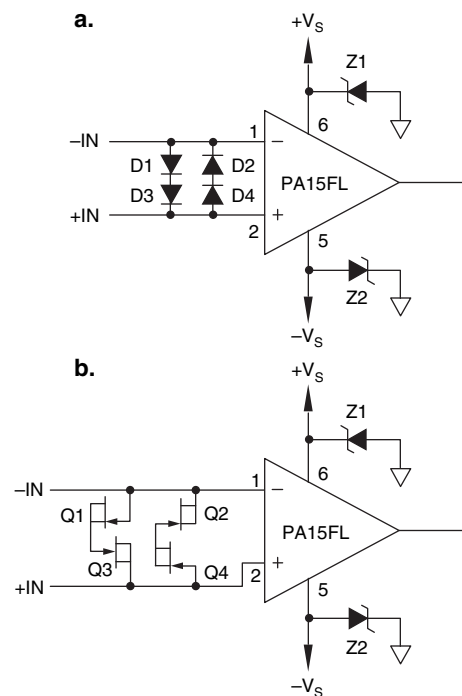 a.
+VS
Z1
6
–IN
1
–
D1
D2
PA15FL
D3
D4
+IN
+
2
5
Z2
–VS
b.
+VS
Z1
6
–IN
1
–
Q1
Q2
PA15FL
Q3
Q4
2
+
+IN
5
Z2
–VS